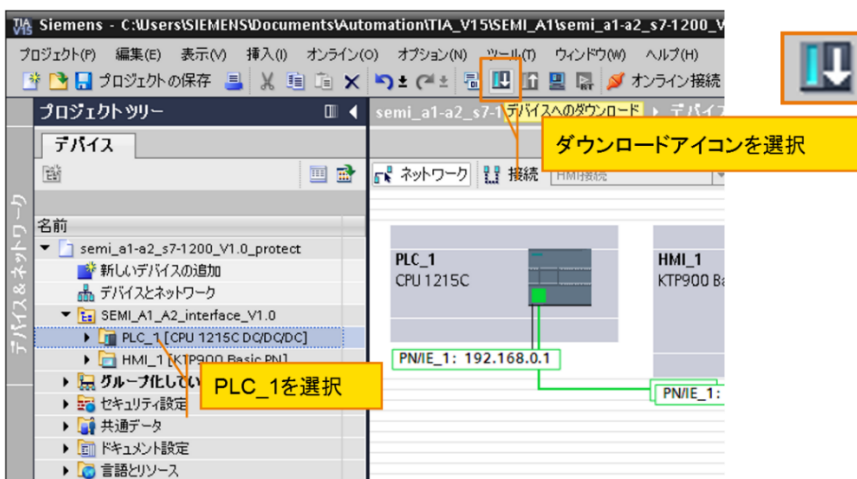 Siemens - C:\Users\SIEMENS\Documents\Automation\TIA_V15\SEMI_A1\semi_a1-a2_s7-1200_V
プロジェクト(P) 編集(E) 表示(V) 挿入(I) オンライン(O) オプション(N) ツール(T) ウィンドウ(W) ヘルプ(H)
プロジェクトの保存 オンライン接続
プロジェクトツリー
semi_a1-a2_s7-1
デバイスへのダウンロード
デバイ
ダウンロードアイコンを選択
デバイス
ネットワーク 接続 HMI接続
デバイス&ネットワーク
名前
semi_a1-a2_s7-1200_V1.0_protect
新しいデバイスの追加
デバイスとネットワーク
SEMI_A1_A2_interface_V1.0
PLC_1 [CPU 1215C DC/DC/DC]
HMI_1 [KTP900 Basic PN]
グループ化してい
PLC_1を選択
セキュリティ設定
共通データ
ドキュメント設定
言語とリソース
PLC_1
CPU 1215C
HMI_1
KTP900 Ba
PN/IE_1: 192.168.0.1
PN/IE_1: